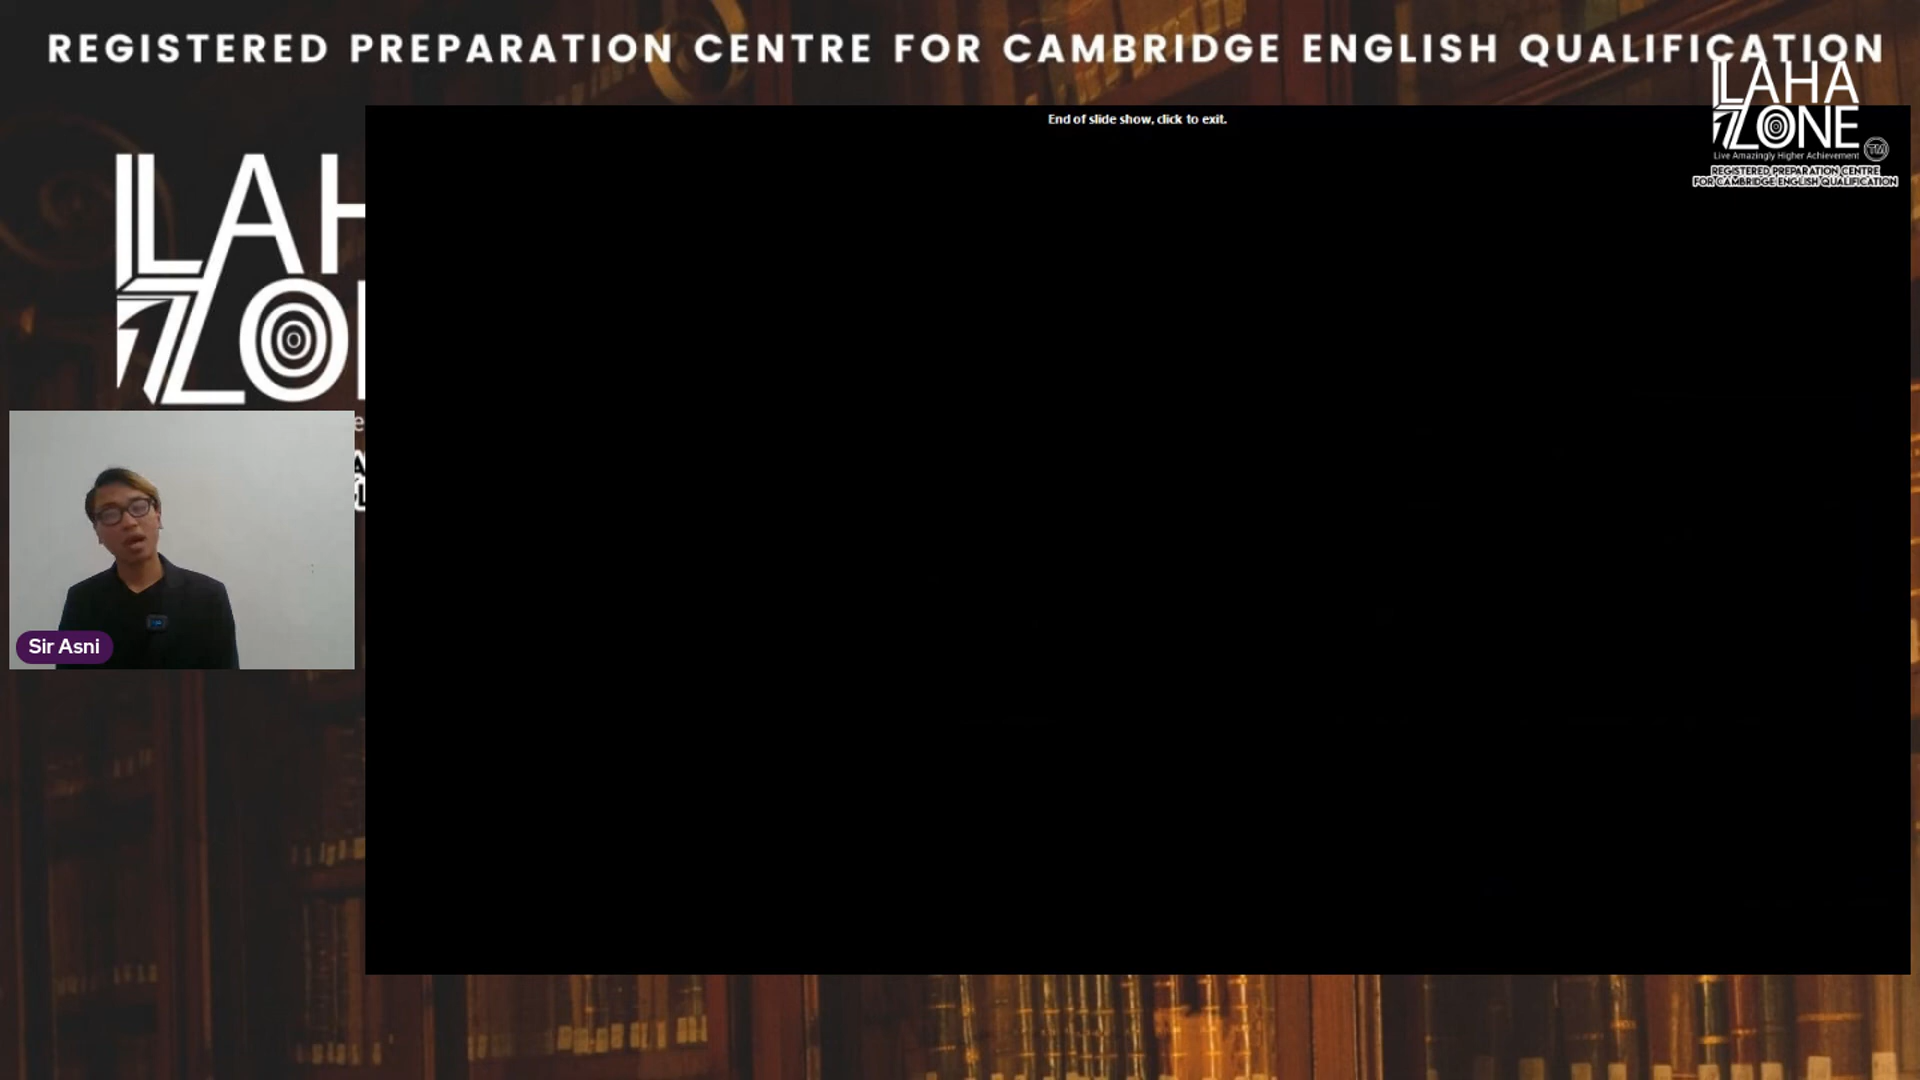 REGISTERED PREPARATION CENTRE FOR CAMBRIDGE ENGLISH QUALIFICATION
LAHA
ZONE
Live Amazingly Higher Achievement TM
REGISTERED PREPARATION CENTRE
FOR CAMBRIDGE ENGLISH QUALIFICATION
End of slide show, click to exit.
LAH
ZO
Sir Asni